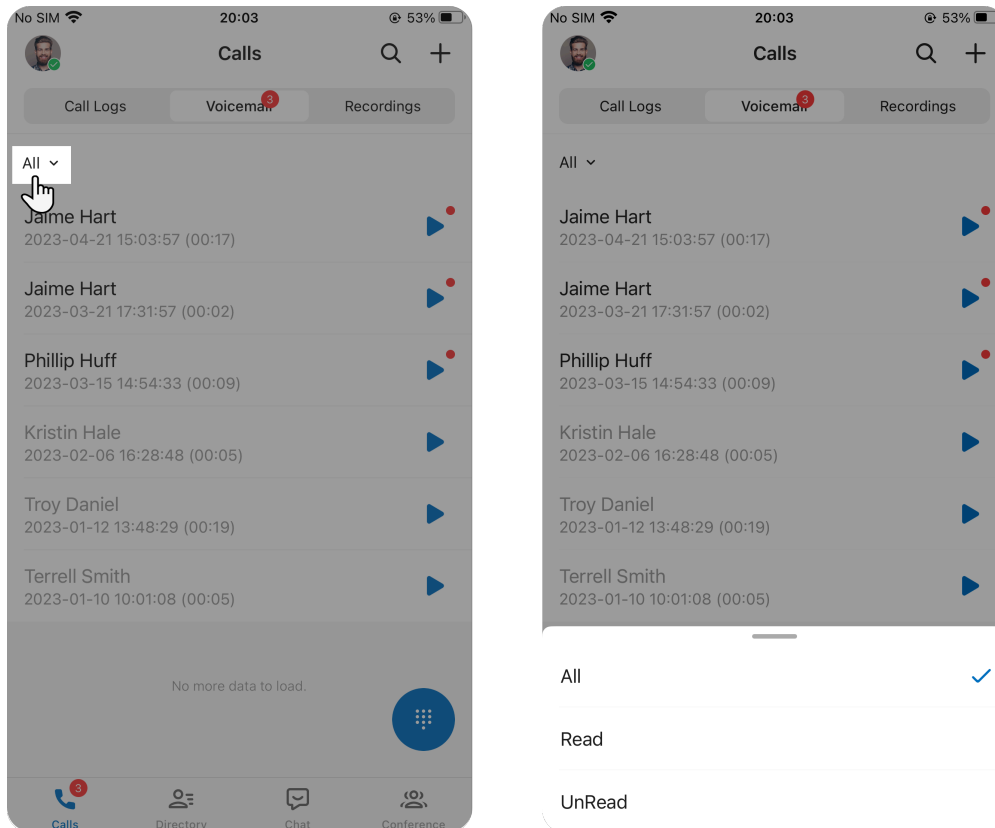 No SIM 20:03 53%
Calls
Call Logs Voicemail 3 Recordings
All
Jaime Hart
2023-04-21 15:03:57 (00:17)
Jaime Hart
2023-03-21 17:31:57 (00:02)
Phillip Huff
2023-03-15 14:54:33 (00:09)
Kristin Hale
2023-02-06 16:28:48 (00:05)
Troy Daniel
2023-01-12 13:48:29 (00:19)
Terrell Smith
2023-01-10 10:01:08 (00:05)
No more data to load.
3
Calls Directory Chat Conference
No SIM 20:03 53%
Calls
Call Logs Voicemail 3 Recordings
All
Jaime Hart
2023-04-21 15:03:57 (00:17)
Jaime Hart
2023-03-21 17:31:57 (00:02)
Phillip Huff
2023-03-15 14:54:33 (00:09)
Kristin Hale
2023-02-06 16:28:48 (00:05)
Troy Daniel
2023-01-12 13:48:29 (00:19)
Terrell Smith
2023-01-10 10:01:08 (00:05)
All
Read
UnRead